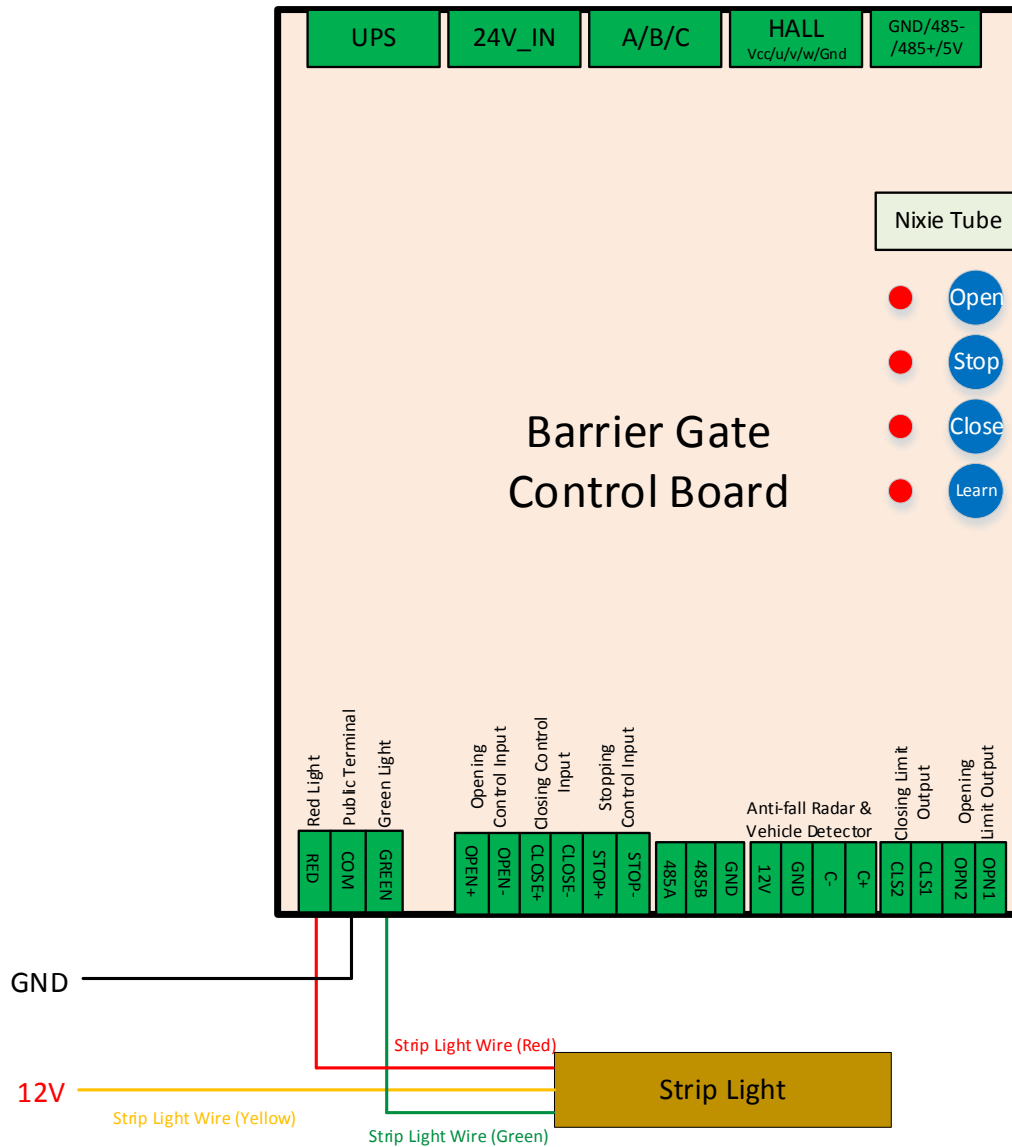 UPS
24V_IN
A/B/C
HALL
Vcc/u/v/w/Gnd
GND/485-
/485+/5V
Nixie Tube
Open
Stop
Close
Learn
Barrier Gate
Control Board
Red Light
Public Terminal
Green Light
Opening
Control Input
Closing Control
Input
Stopping
Control Input
Anti-fall Radar &
Vehicle Detector
Closing Limit
Output
Opening
Limit Output
RED
COM
GREEN
OPEN+
OPEN-
CLOSE+
CLOSE-
STOP+
STOP-
485A
485B
GND
12V
GND
C-
C+
CLS2
CLS1
OPN2
OPN1
GND
Strip Light Wire (Red)
12V
Strip Light
Strip Light Wire (Yellow)
Strip Light Wire (Green)